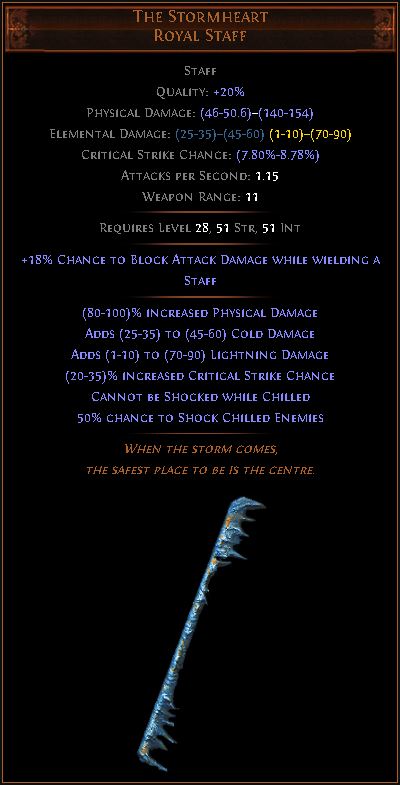 The Stormheart
Royal Staff
Staff
Quality: +20%
Physical Damage: (46-50.6)–(140-154)
Elemental Damage: (25-35)–(45-60) (1-10)–(70-90)
Critical Strike Chance: (7.80%-8.78%)
Attacks per Second: 1.15
Weapon Range: 11
Requires Level 28, 51 Str, 51 Int
+18% Chance to Block Attack Damage while wielding a
Staff
(80-100)% increased Physical Damage
Adds (25-35) to (45-60) Cold Damage
Adds (1-10) to (70-90) Lightning Damage
(20-35)% increased Critical Strike Chance
Cannot be Shocked while Chilled
50% chance to Shock Chilled Enemies
When the storm comes,
the safest place to be is the centre.